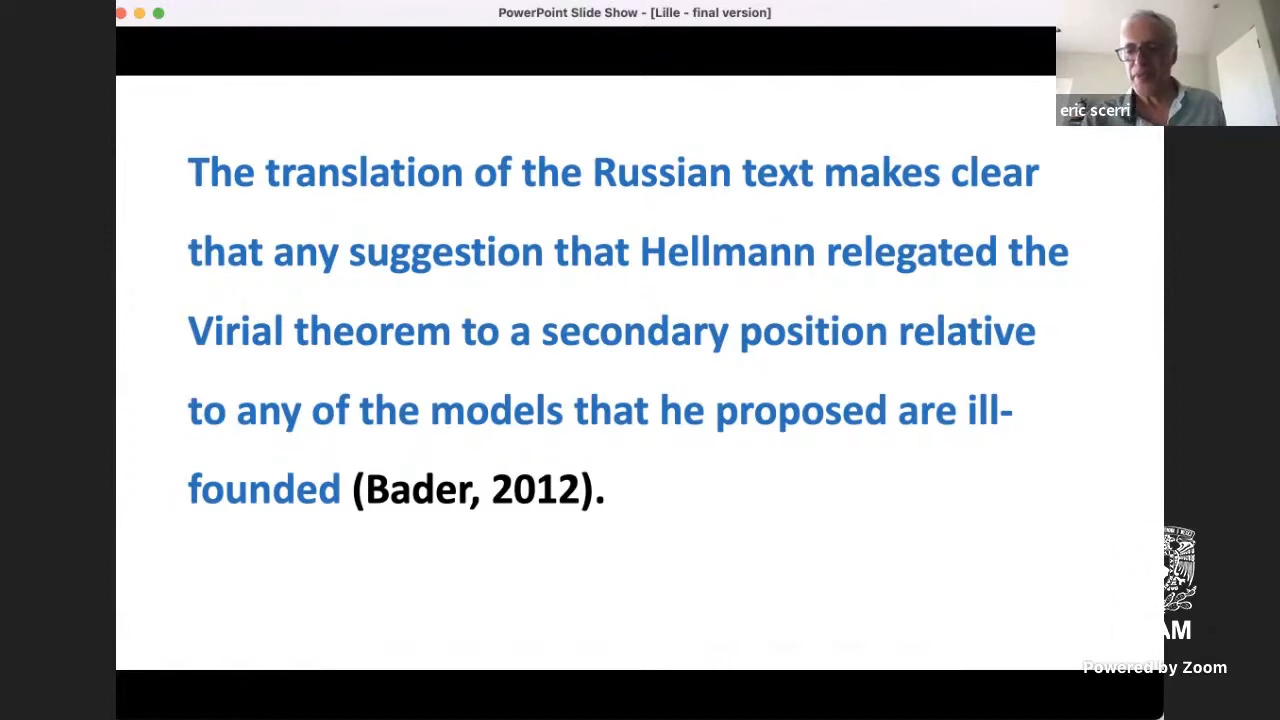 PowerPoint Slide Show - [Lille - final version]
eric scerri
The translation of the Russian text makes clear
that any suggestion that Hellmann relegated the
Virial theorem to a secondary position relative
to any of the models that he proposed are ill-
founded (Bader, 2012).
AM
Powered by Zoom